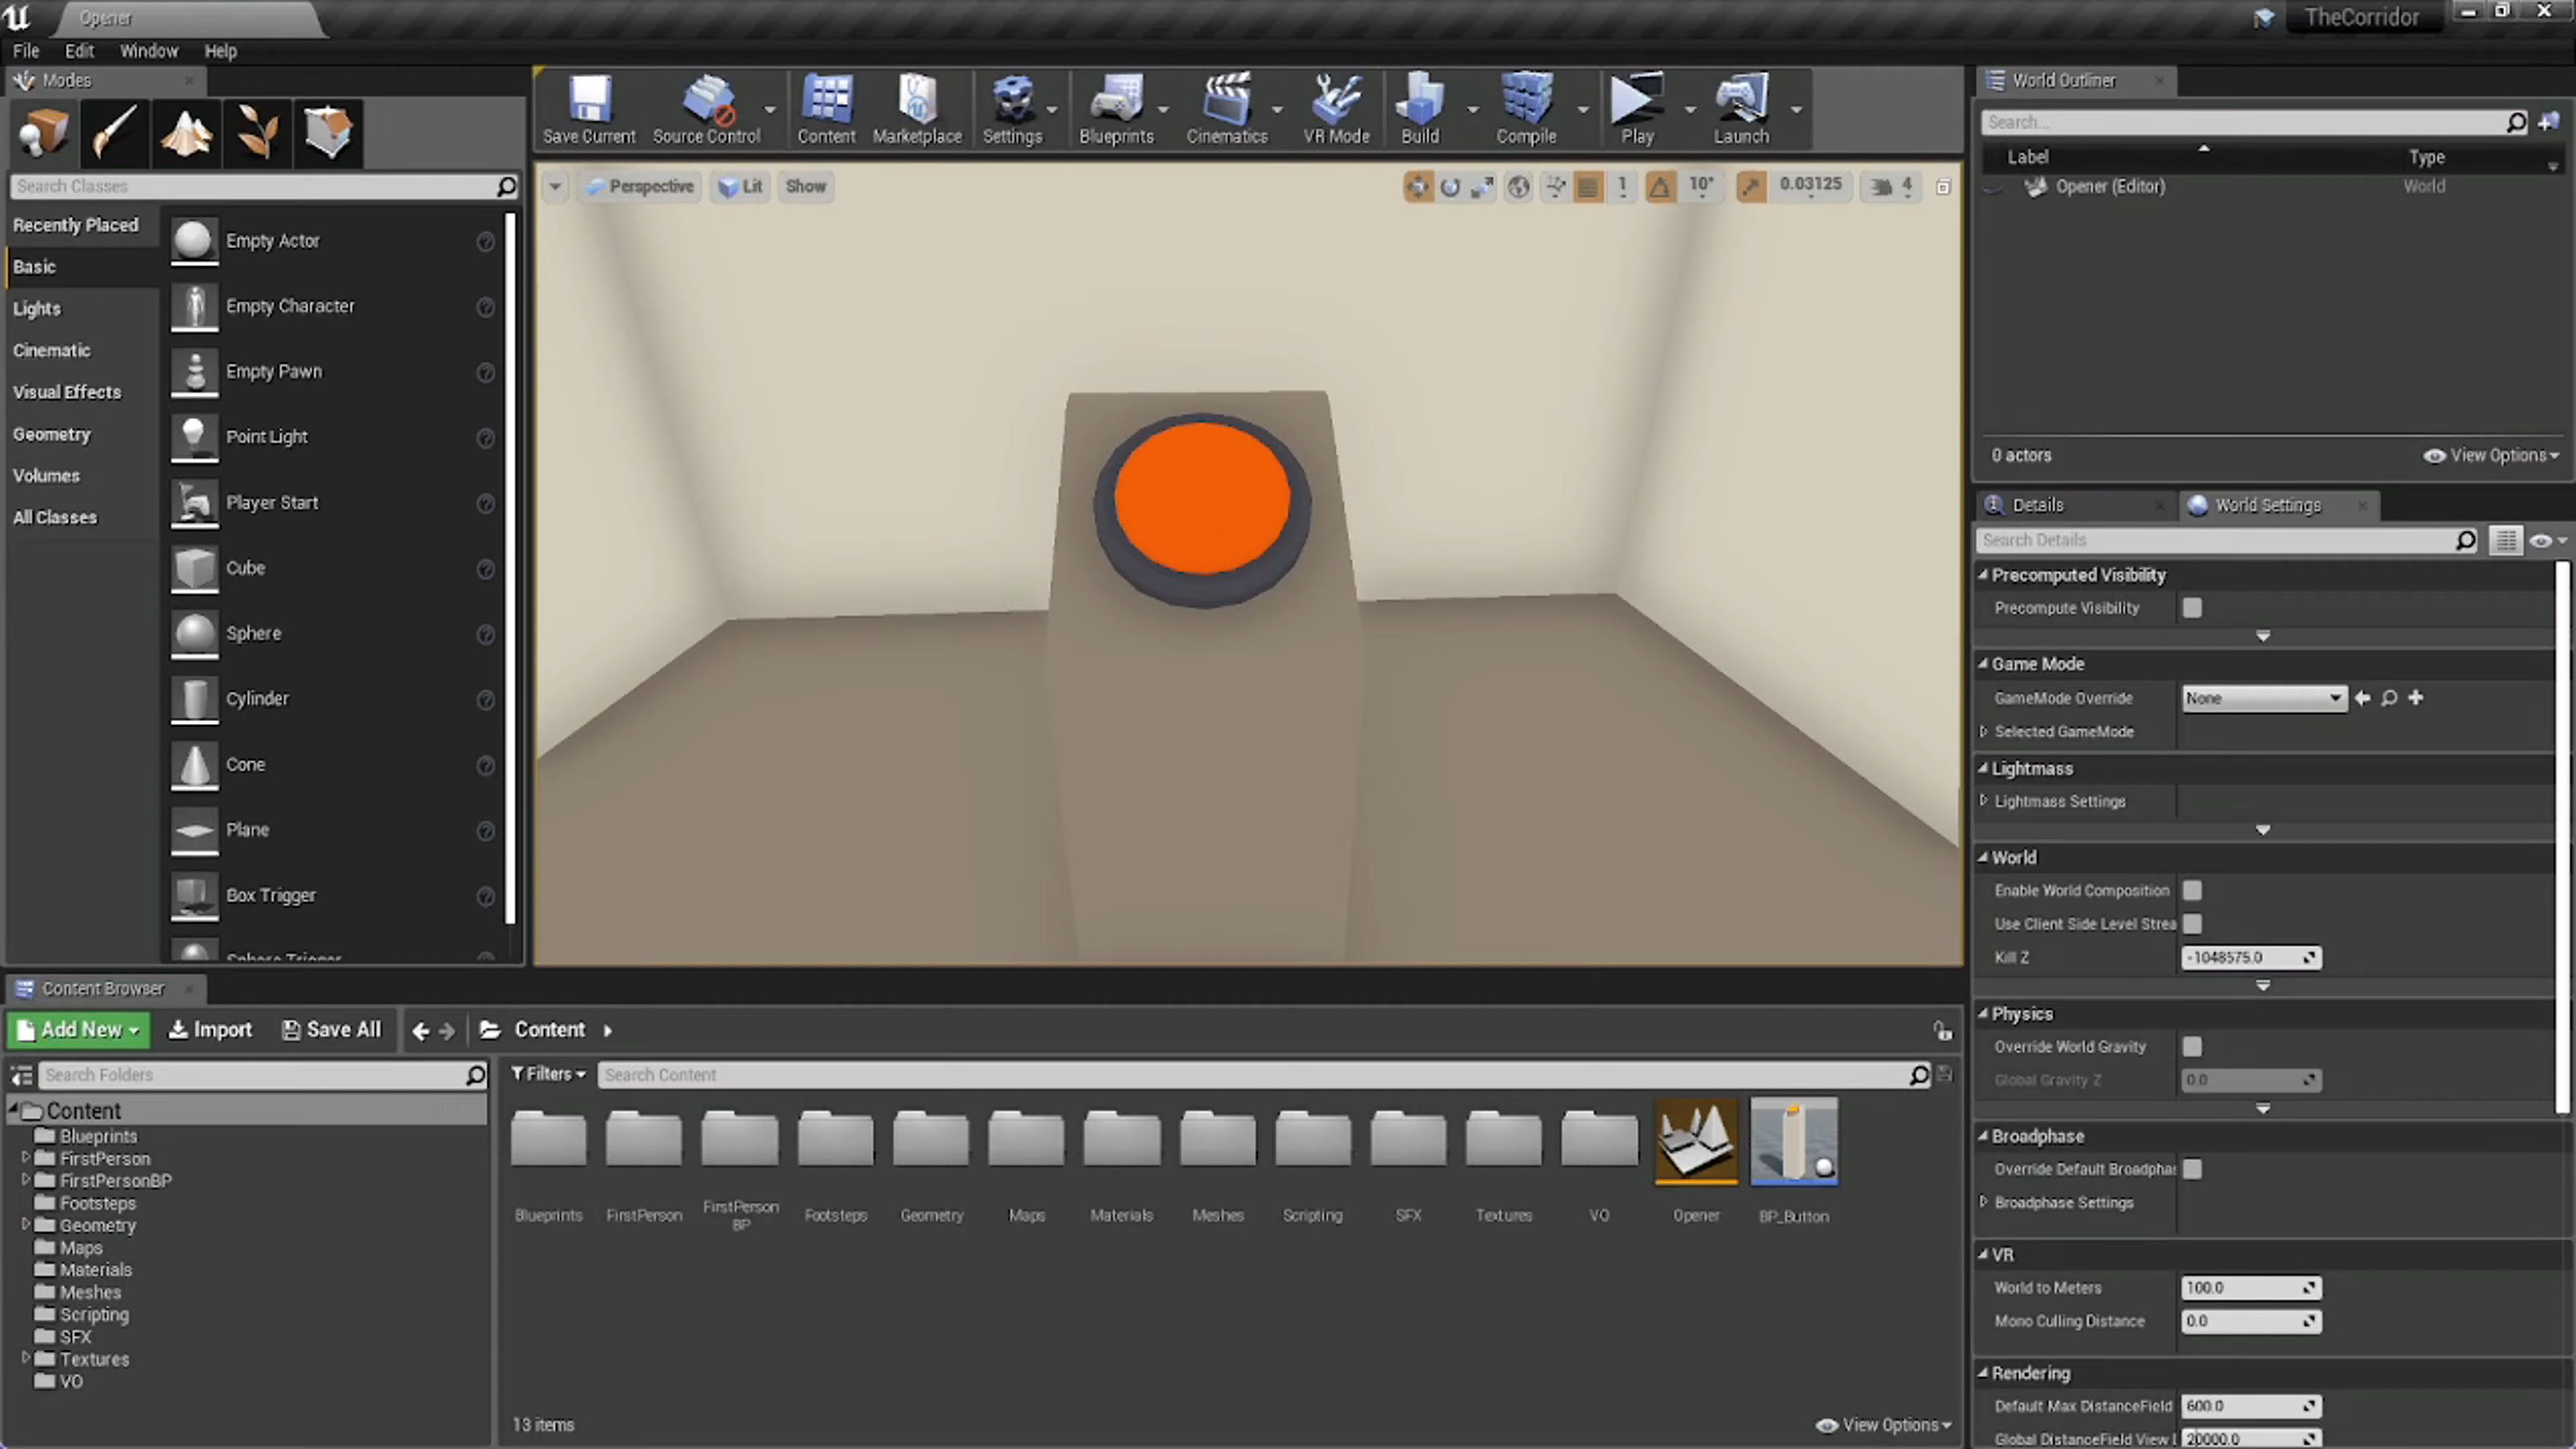 Opener
TheCorridor
File Edit Window Help
Modes
Search Classes
Recently Placed
Basic
Lights
Cinematic
Visual Effects
Geometry
Volumes
All Classes
Empty Actor
Empty Character
Empty Pawn
Point Light
Player Start
Cube
Sphere
Cylinder
Cone
Plane
Box Trigger
Sphere Trigger
Save Current Source Control Content Marketplace Settings Blueprints Cinematics VR Mode Build Compile Play Launch
Perspective Lit Show
1 10° 0.03125 4
World Outliner
Search...
Label Type
Opener (Editor) World
0 actors View Options
Details World Settings
Search Details
Precomputed Visibility
Precompute Visibility
Game Mode
GameMode Override None
Selected GameMode
Lightmass
Lightmass Settings
World
Enable World Composition
Use Client Side Level Strea
Kill Z -1048575.0
Physics
Override World Gravity
Global Gravity Z 0.0
Broadphase
Override Default Broadphas
Broadphase Settings
VR
World to Meters 100.0
Mono Culling Distance 0.0
Rendering
Default Max DistanceField 600.0
Global DistanceField View 20000.0
Content Browser
Add New Import Save All Content
Search Folders
Content
Blueprints
FirstPerson
FirstPersonBP
Footsteps
Geometry
Maps
Materials
Meshes
Scripting
SFX
Textures
VO
Filters Search Content
Blueprints FirstPerson FirstPerson BP Footsteps Geometry Maps Materials Meshes Scripting SFX Textures VO Opener BP_Button
13 items View Options